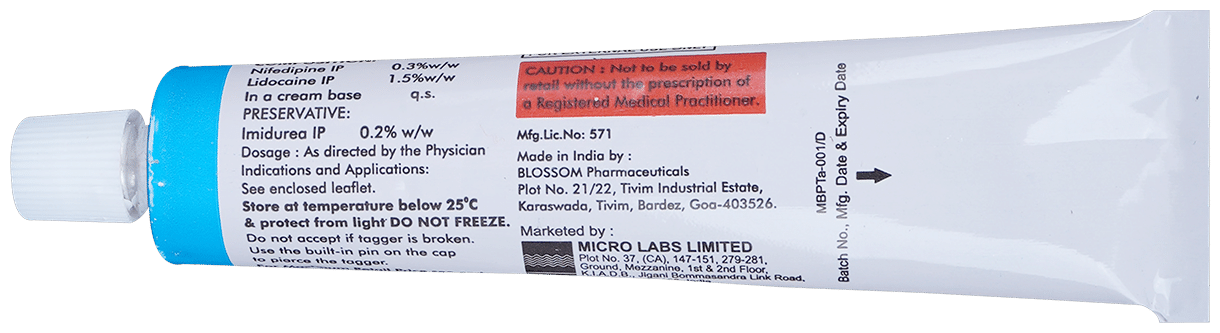 Nifedipine IP 0.3%w/w
Lidocaine IP 1.5%w/w
In a cream base q.s.
PRESERVATIVE:
Imidurea IP 0.2% w/w
Dosage : As directed by the Physician
Indications and Applications:
See enclosed leaflet.
Store at temperature below 25°C
& protect from light DO NOT FREEZE.
Do not accept if tagger is broken.
Use the built-in pin on the cap
to pierce the tagger.
FOR EXTERNAL USE ONLY
CAUTION : Not to be sold by
retail without the prescription of
a Registered Medical Practitioner.
Mfg.Lic.No: 571
Made in India by :
BLOSSOM Pharmaceuticals
Plot No. 21/22, Tivim Industrial Estate,
Karaswada, Tivim, Bardez, Goa-403526.
Marketed by :
MICRO LABS LIMITED
Plot No. 37, (CA), 147-151, 279-281,
Ground, Mezzanine, 1st & 2nd Floor,
K.I.A.D.B., Jigani Bommasandra Link Road,
India
MBPTa-001/D
Batch No., Mfg. Date & Expiry Date